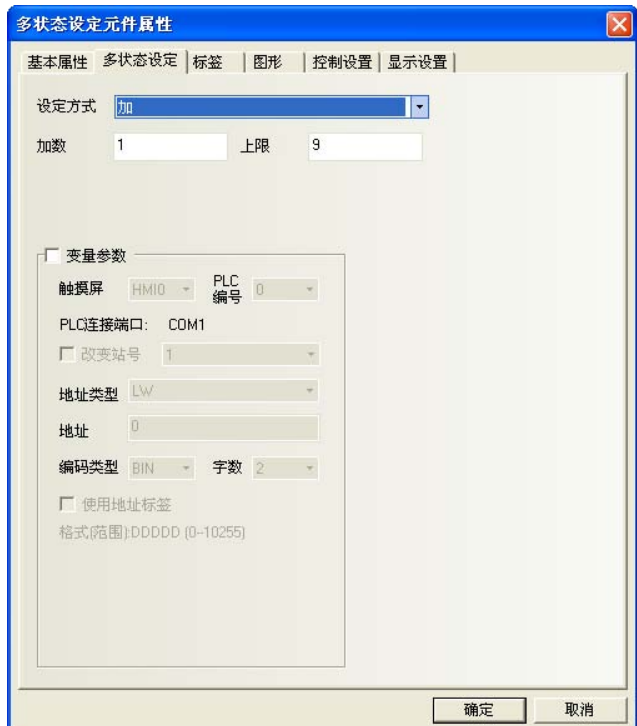 多状态设定元件属性
基本属性 多状态设定 标签 图形 控制设置 显示设置
设定方式 加
加数 1 上限 9
变量参数
触摸屏 HMI0 PLC编号 0
PLC连接端口: COM1
改变站号 1
地址类型 LW
地址 0
编码类型 BIN 字数 2
使用地址标签
格式(范围):DDDDD (0--10255)
确定 取消